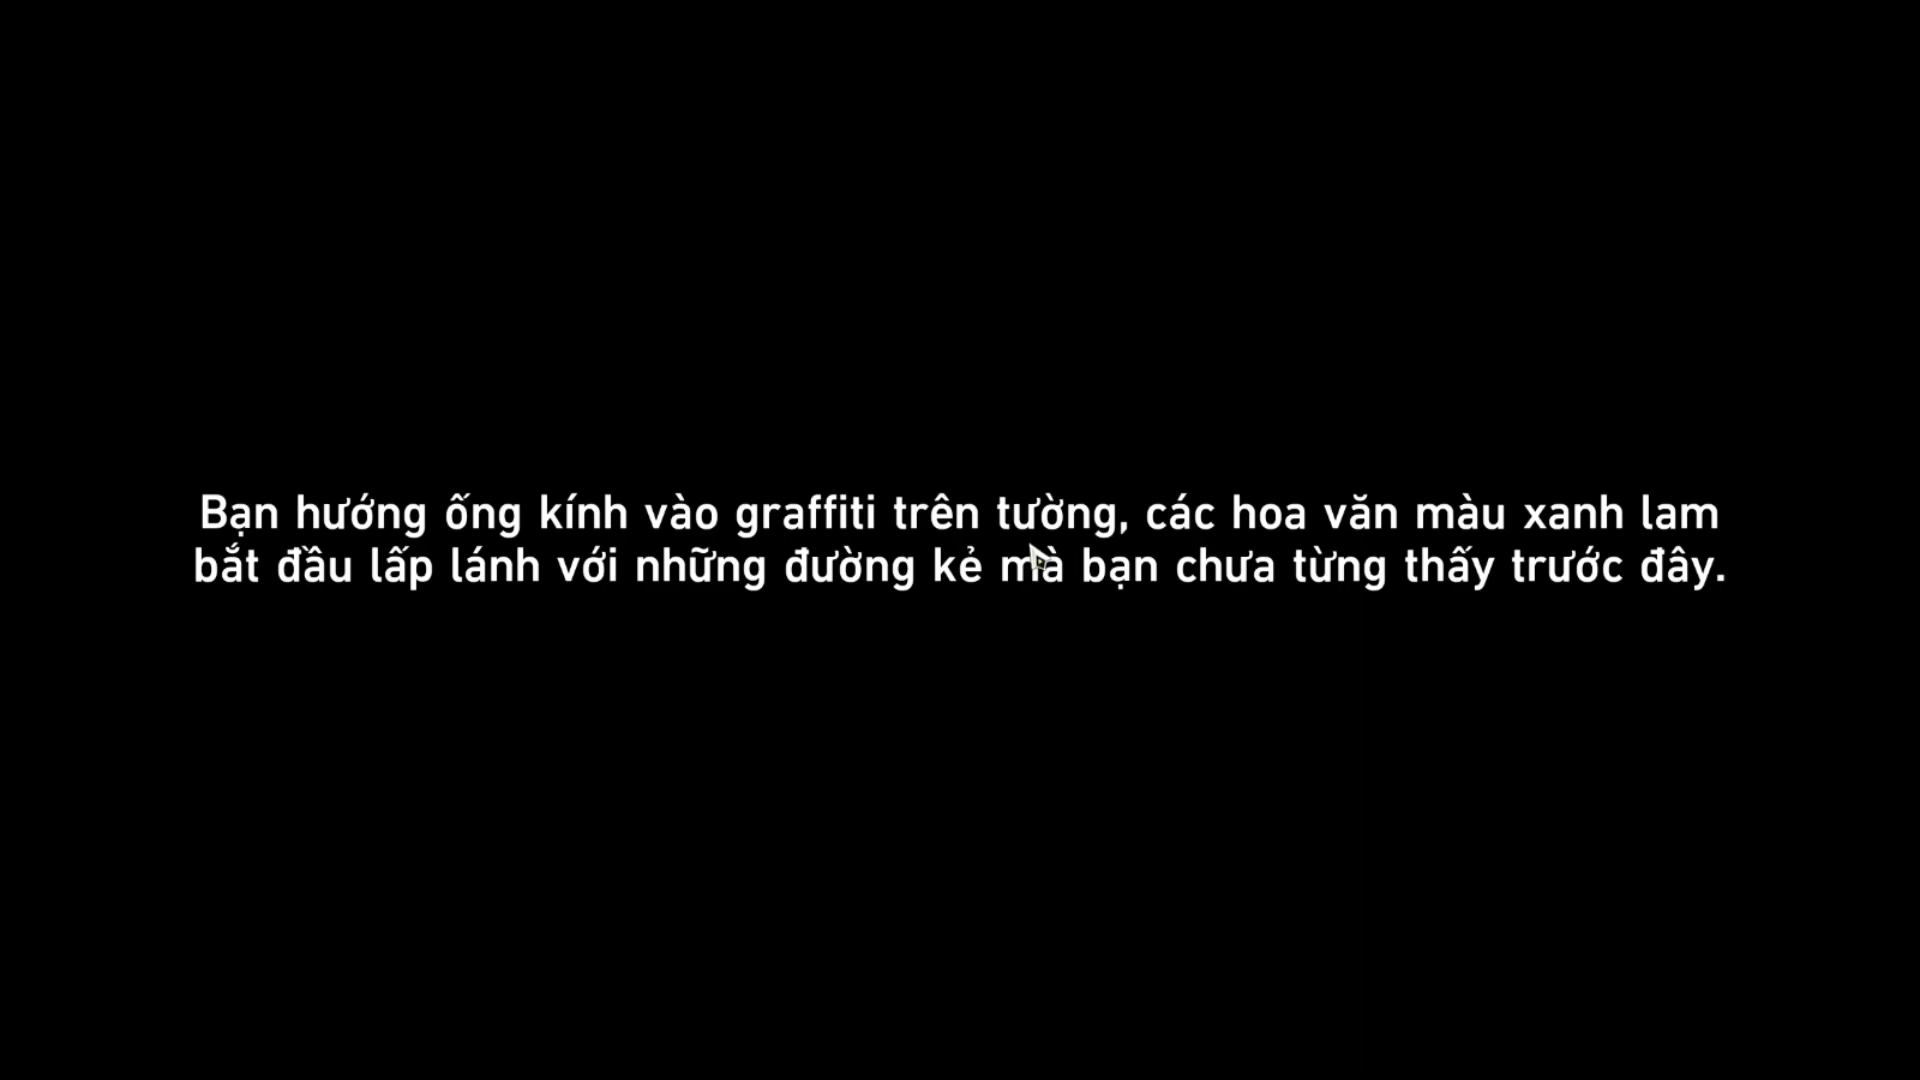 Bạn hướng ống kính vào graffiti trên tường, các hoa văn màu xanh lam
bắt đầu lấp lánh với những đường kẻ mà bạn chưa từng thấy trước đây.